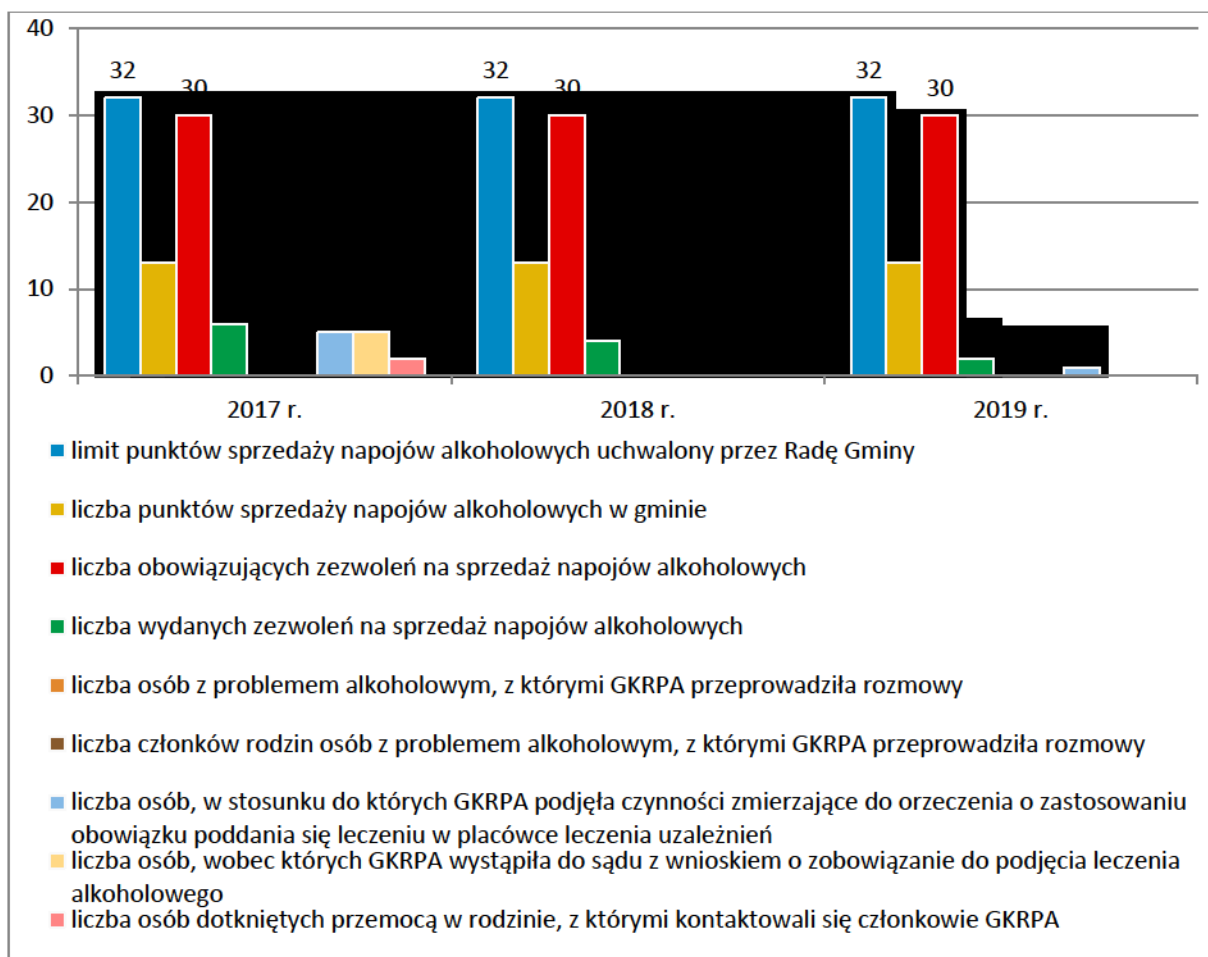 40
32
30
32
30
32
30
30
20
10
0
2017 r.
2018 r.
2019 r.
limit punktów sprzedaży napojów alkoholowych uchwalony przez Radę Gminy
liczba punktów sprzedaży napojów alkoholowych w gminie
liczba obowiązujących zezwoleń na sprzedaż napojów alkoholowych
liczba wydanych zezwoleń na sprzedaż napojów alkoholowych
liczba osób z problemem alkoholowym, z którymi GKRPA przeprowadziła rozmowy
liczba członków rodzin osób z problemem alkoholowym, z którymi GKRPA przeprowadziła rozmowy
liczba osób, w stosunku do których GKRPA podjęła czynności zmierzające do orzeczenia o zastosowaniu
obowiązku poddania się leczeniu w placówce leczenia uzależnień
liczba osób, wobec których GKRPA wystąpiła do sądu z wnioskiem o zobowiązanie do podjęcia leczenia
alkoholowego
liczba osób dotkniętych przemocą w rodzinie, z którymi kontaktowali się członkowie GKRPA